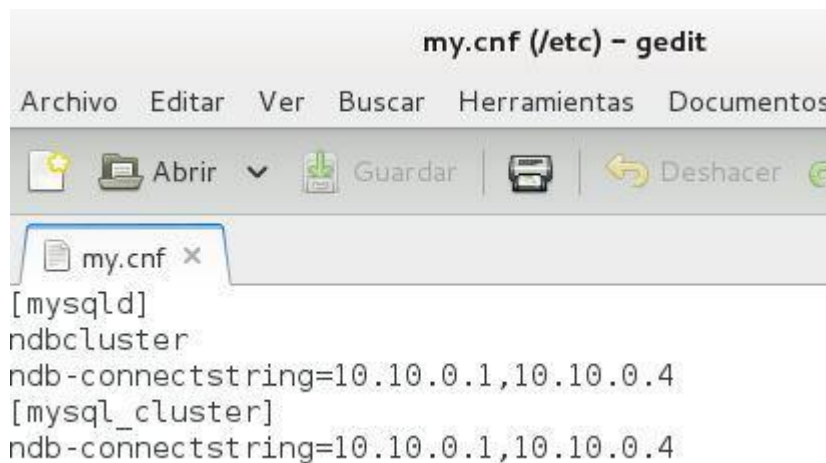 my.cnf (/etc) – gedit
Archivo Editar Ver Buscar Herramientas Documentos
Abrir Guardar Deshacer
my.cnf
[mysqld]
ndbcluster
ndb-connectstring=10.10.0.1,10.10.0.4
[mysql_cluster]
ndb-connectstring=10.10.0.1,10.10.0.4